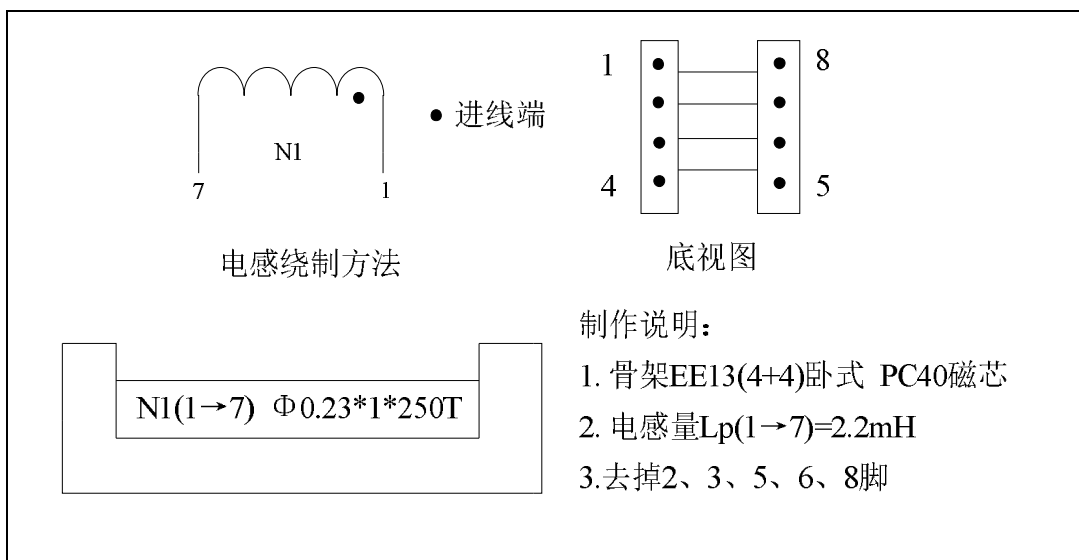 N1
7
1
● 进线端
电感绕制方法
1
8
4
5
底视图
N1(1→7) Φ0.23*1*250T
制作说明:
1. 骨架EE13(4+4)卧式 PC40磁芯
2. 电感量Lp(1→7)=2.2mH
3.去掉2、3、5、6、8脚